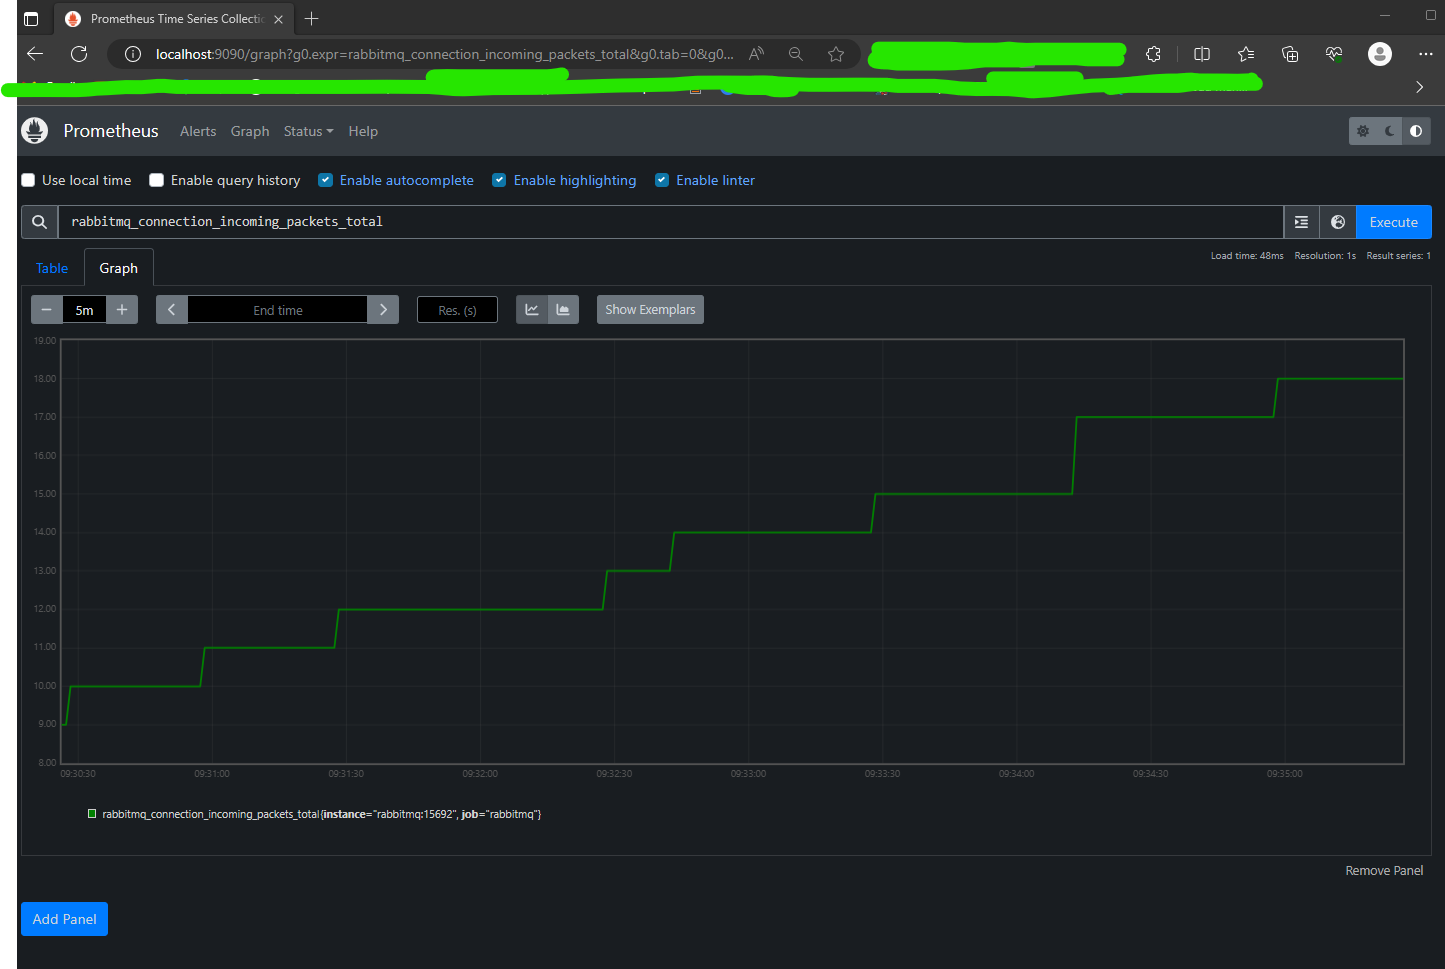 Prometheus Time Series Collectic
localhost:9090/graph?g0.expr=rabbitmq_connection_incoming_packets_total&g0.tab=0&g0...
Prometheus Alerts Graph Status Help
Use local time Enable query history Enable autocomplete Enable highlighting Enable linter
rabbitmq_connection_incoming_packets_total Execute
Load time: 48ms Resolution: 1s Result series: 1
Table Graph
− 5m + End time Res. (s) Show Exemplars
19.00
18.00
17.00
16.00
15.00
14.00
13.00
12.00
11.00
10.00
9.00
8.00
09:30:30 09:31:00 09:31:30 09:32:00 09:32:30 09:33:00 09:33:30 09:34:00 09:34:30 09:35:00
rabbitmq_connection_incoming_packets_total{instance="rabbitmq:15692", job="rabbitmq"}
Remove Panel
Add Panel